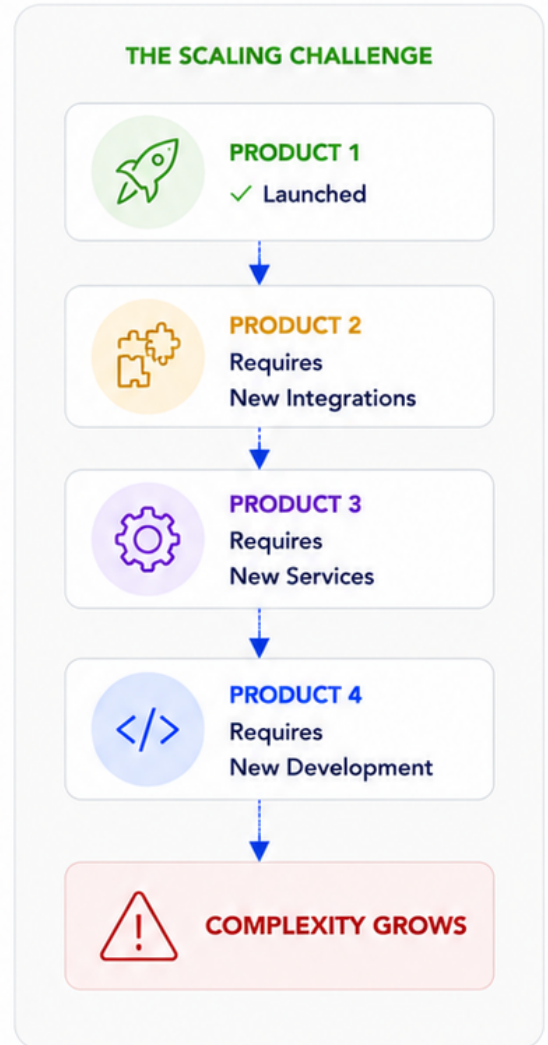 THE SCALING CHALLENGE
PRODUCT 1
✓ Launched
PRODUCT 2
Requires
New Integrations
PRODUCT 3
Requires
New Services
PRODUCT 4
Requires
New Development
COMPLEXITY GROWS